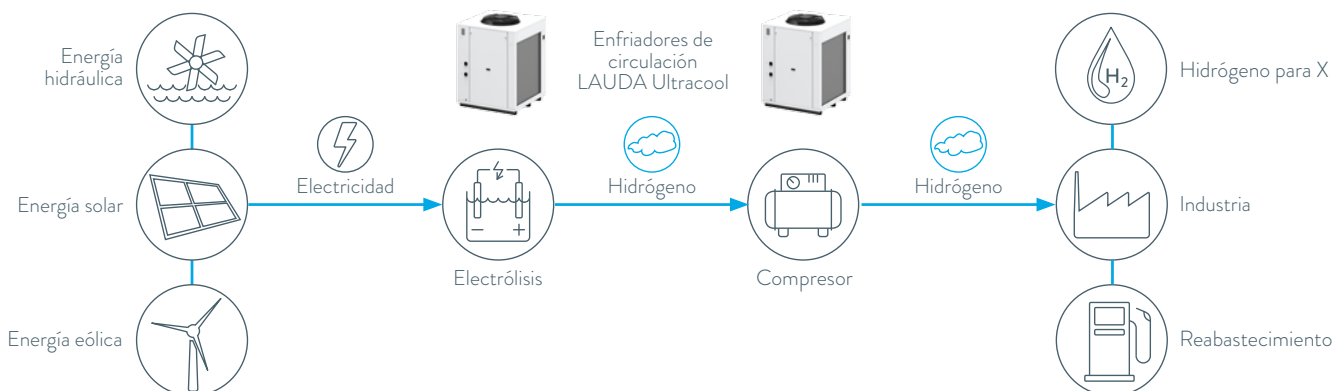 Energía
hidráulica
Enfriadores de
circulación
LAUDA Ultracool
H₂
Hidrógeno para X
Energía solar
Electricidad
− +
Electrólisis
Hidrógeno
Compresor
Hidrógeno
Industria
Energía eólica
Reabastecimiento